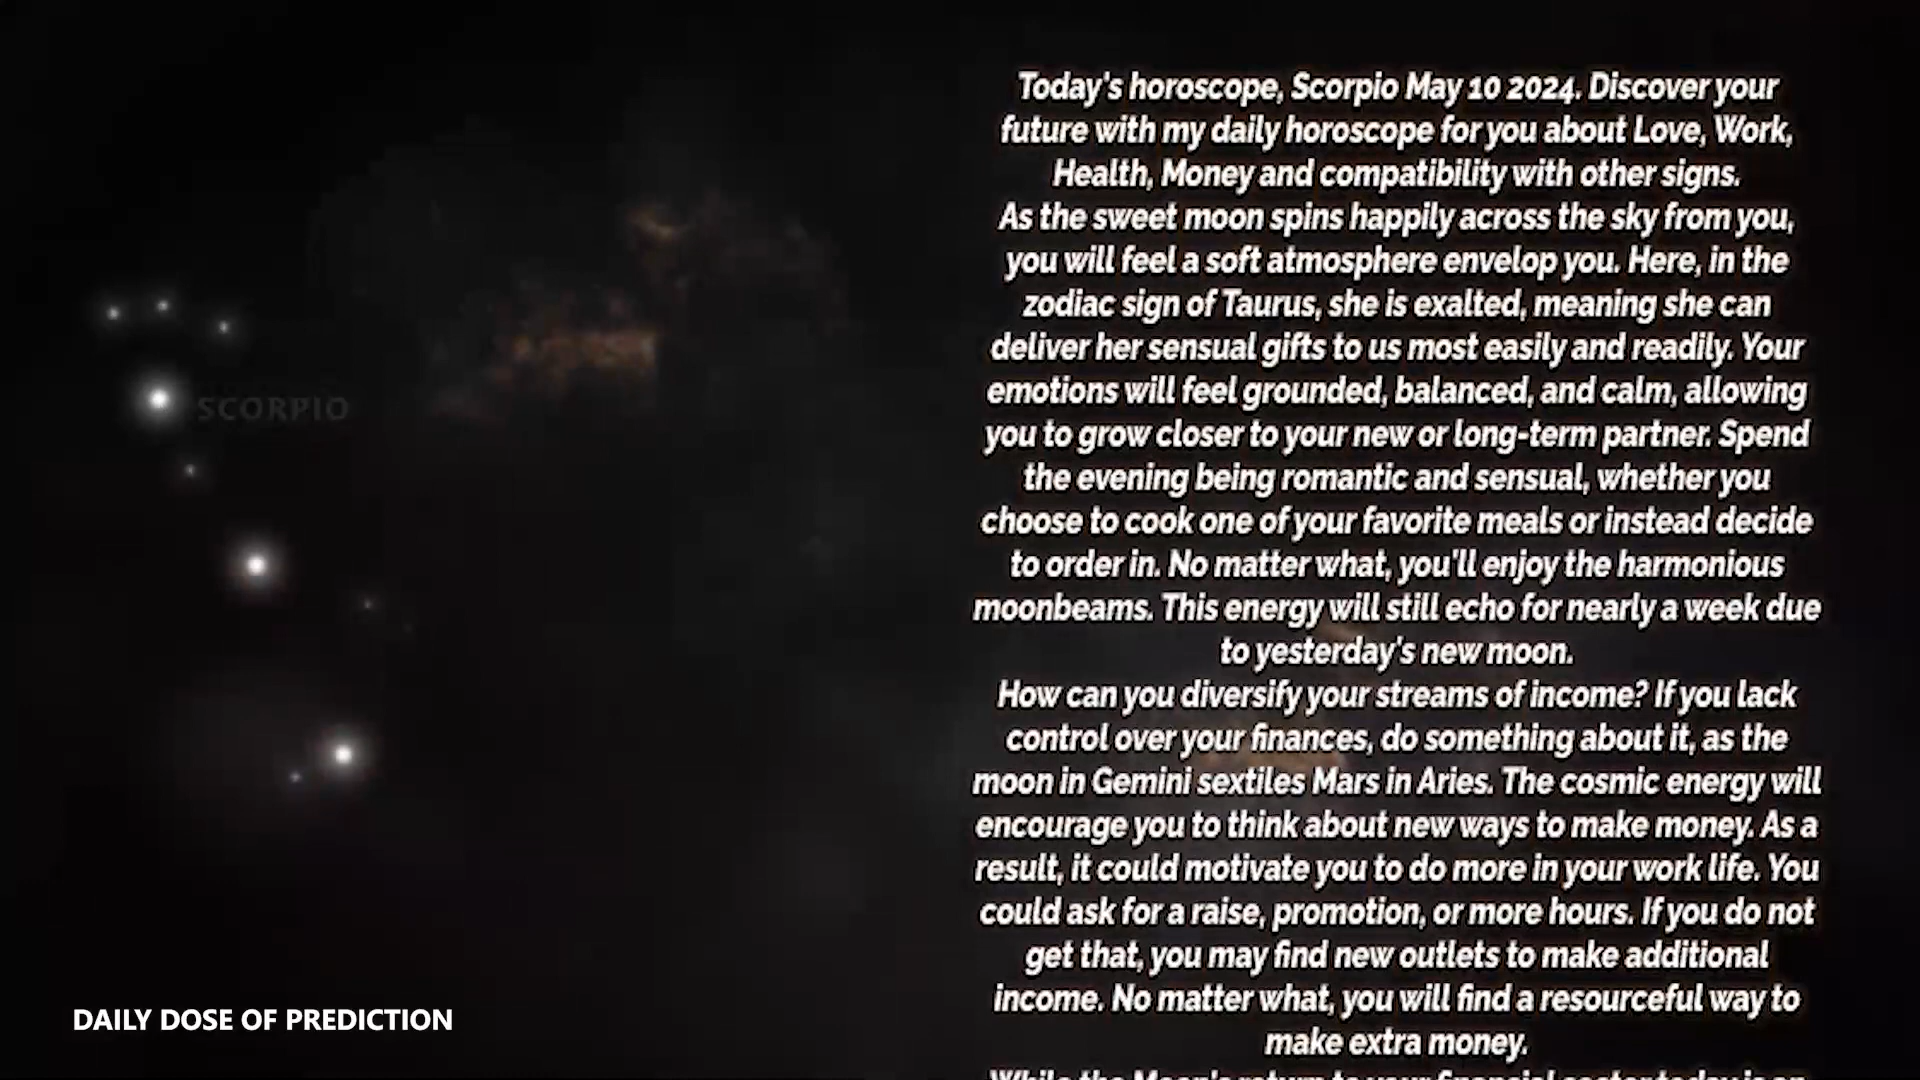 Today's horoscope, Scorpio May 10 2024. Discover your
future with my daily horoscope for you about Love, Work,
Health, Money and compatibility with other signs.
As the sweet moon spins happily across the sky from you,
you will feel a soft atmosphere envelop you. Here, in the
zodiac sign of Taurus, she is exalted, meaning she can
deliver her sensual gifts to us most easily and readily. Your
emotions will feel grounded, balanced, and calm, allowing
you to grow closer to your new or long-term partner. Spend
the evening being romantic and sensual, whether you
choose to cook one of your favorite meals or instead decide
to order in. No matter what, you'll enjoy the harmonious
moonbeams. This energy will still echo for nearly a week due
to yesterday's new moon.
How can you diversify your streams of income? If you lack
control over your finances, do something about it, as the
moon in Gemini sextiles Mars in Aries. The cosmic energy will
encourage you to think about new ways to make money. As a
result, it could motivate you to do more in your work life. You
could ask for a raise, promotion, or more hours. If you do not
get that, you may find new outlets to make additional
income. No matter what, you will find a resourceful way to
make extra money.
While the Moon's return to your financial sector today is an
SCORPIO
DAILY DOSE OF PREDICTION